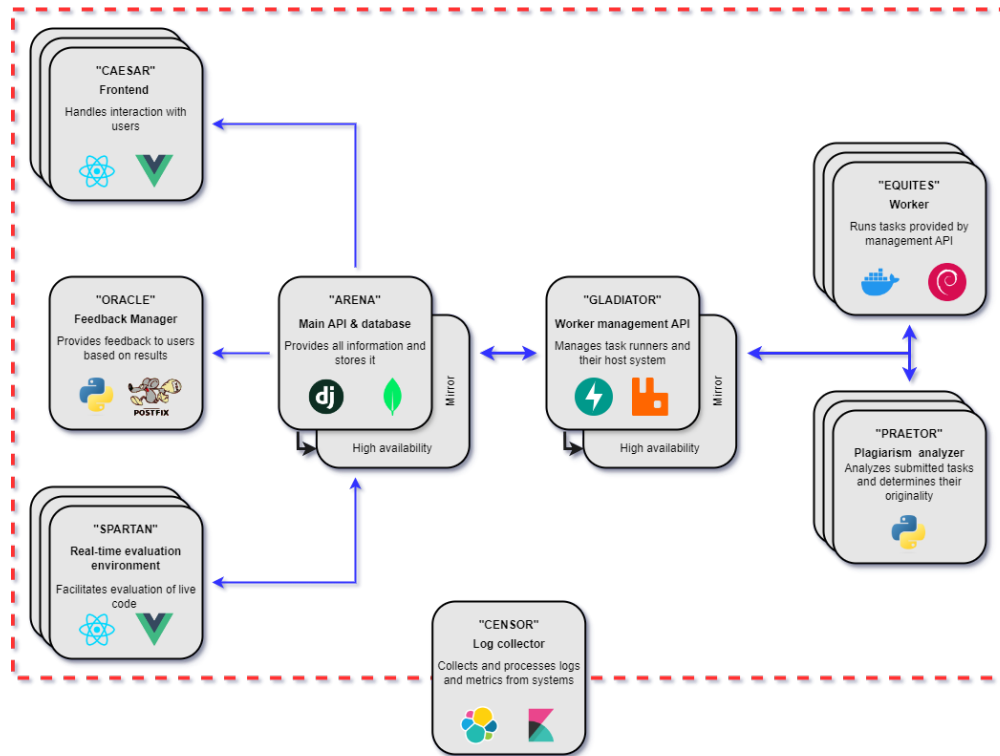 "CAESAR"
Frontend
Handles interaction with
users
"EQUITES"
Worker
Runs tasks provided by
management API
"ORACLE"
Feedback Manager
Provides feedback to users
based on results
POSTFIX
"ARENA"
Main API & database
Provides all information and
stores it
dj
Mirror
High availability
"GLADIATOR"
Worker management API
Manages task runners and
their host system
Mirror
High availability
"PRAETOR"
Plagiarism analyzer
Analyzes submitted tasks
and determines their
originality
"SPARTAN"
Real-time evaluation
environment
Facilitates evaluation of live
code
"CENSOR"
Log collector
Collects and processes logs
and metrics from systems